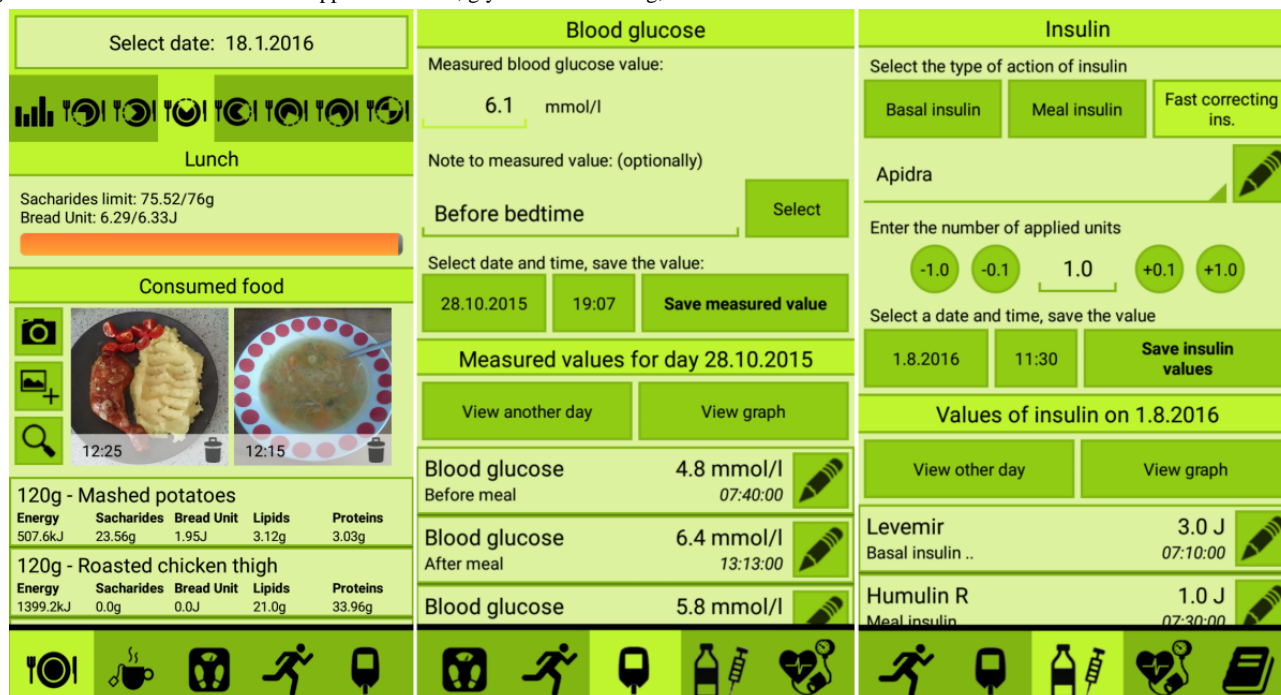 Select date: 18.1.2016
Lunch
Sacharides limit: 75.52/76g
Bread Unit: 6.29/6.33J
Consumed food
12:25
12:15
120g - Mashed potatoes
Energy Sacharides Bread Unit Lipids Proteins
507.6kJ 23.56g 1.95J 3.12g 3.03g
120g - Roasted chicken thigh
Energy Sacharides Bread Unit Lipids Proteins
1399.2kJ 0.0g 0.0J 21.0g 33.96g
Blood glucose
Measured blood glucose value:
6.1 mmol/l
Note to measured value: (optionally)
Before bedtime Select
Select date and time, save the value:
28.10.2015 19:07 Save measured value
Measured values for day 28.10.2015
View another day View graph
Blood glucose 4.8 mmol/l
Before meal 07:40:00
Blood glucose 6.4 mmol/l
After meal 13:13:00
Blood glucose 5.8 mmol/l
Insulin
Select the type of action of insulin
Basal insulin Meal insulin Fast correcting
ins.
Apidra
Enter the number of applied units
-1.0 -0.1 1.0 +0.1 +1.0
Select a date and time, save the value
1.8.2016 11:30 Save insulin
values
Values of insulin on 1.8.2016
View other day View graph
Levemir 3.0 J
Basal insulin .. 07:10:00
Humulin R 1.0 J
Meal insulin 07:30:00